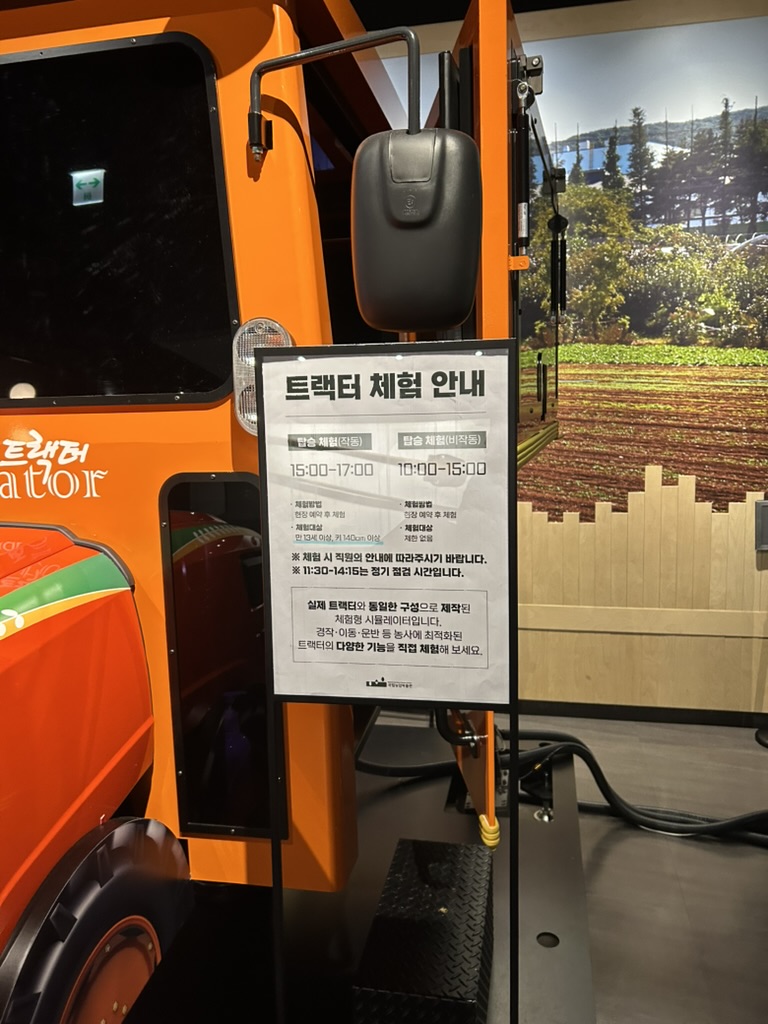 트랙터 체험 안내
탑승 체험(작동)
탑승 체험(비작동)
15:00-17:00
10:00-15:00
· 체험방법
현장 예약 후 체험
· 체험대상
만 13세 이상, 키 140cm 이상
· 체험방법
현장 예약 후 체험
· 체험대상
제한 없음
※ 체험 시 직원의 안내에 따라주시기 바랍니다.
※ 11:30-14:15는 정기 점검 시간입니다.
실제 트랙터와 동일한 구성으로 제작된
체험형 시뮬레이터입니다.
경작·이동·운반 등 농사에 최적화된
트랙터의 다양한 기능을 직접 체험해 보세요.
국립농업박물관
트랙터
ator